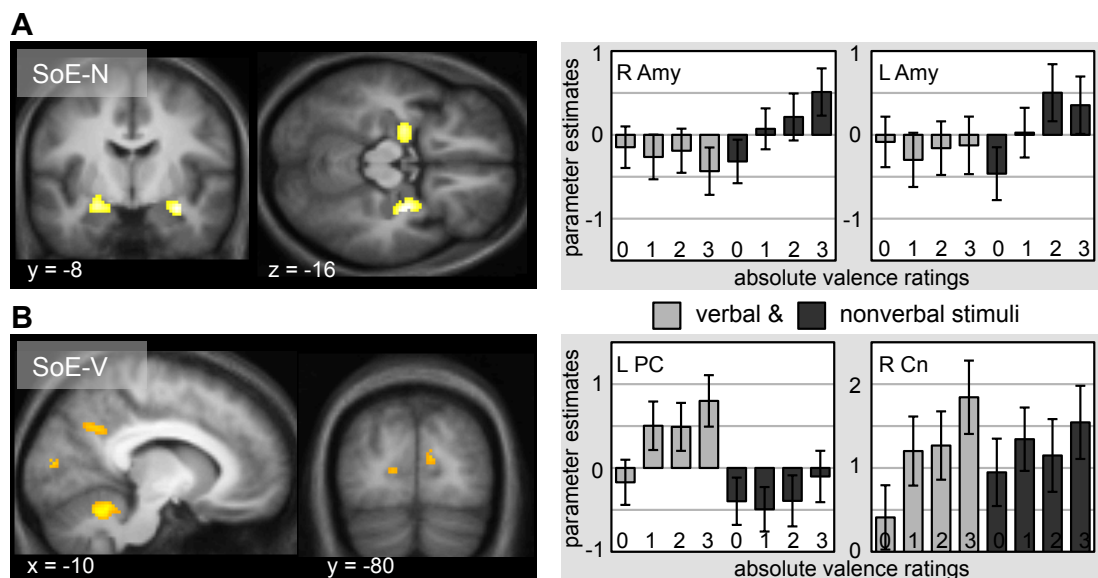 A
SoE-N
y = -8
z = -16
parameter estimates
1
0
-1
R Amy
0 1 2 3 0 1 2 3
1
0
-1
L Amy
0 1 2 3 0 1 2 3
absolute valence ratings
verbal & nonverbal stimuli
B
SoE-V
x = -10
y = -80
parameter estimates
1
0
-1
L PC
0 1 2 3 0 1 2 3
2
1
0
R Cn
0 1 2 3 0 1 2 3
absolute valence ratings